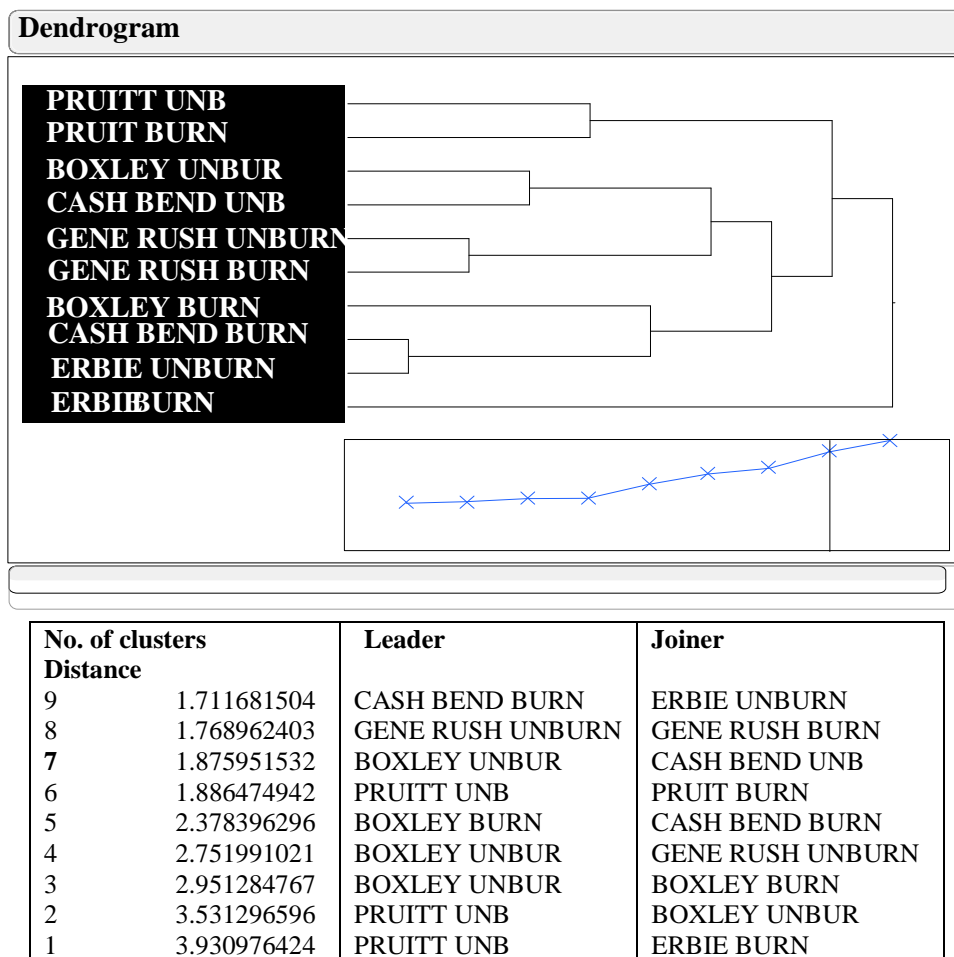 Dendrogram
PRUITT UNB
PRUIT BURN
BOXLEY UNBUR
CASH BEND UNB
GENE RUSH UNBURN
GENE RUSH BURN
BOXLEY BURN
CASH BEND BURN
ERBIE UNBURN
ERBIE BURN
No. of clusters Leader Joiner
Distance
9 1.711681504 CASH BEND BURN ERBIE UNBURN
8 1.768962403 GENE RUSH UNBURN GENE RUSH BURN
7 1.875951532 BOXLEY UNBUR CASH BEND UNB
6 1.886474942 PRUITT UNB PRUIT BURN
5 2.378396296 BOXLEY BURN CASH BEND BURN
4 2.751991021 BOXLEY UNBUR GENE RUSH UNBURN
3 2.951284767 BOXLEY UNBUR BOXLEY BURN
2 3.531296596 PRUITT UNB BOXLEY UNBUR
1 3.930976424 PRUITT UNB ERBIE BURN